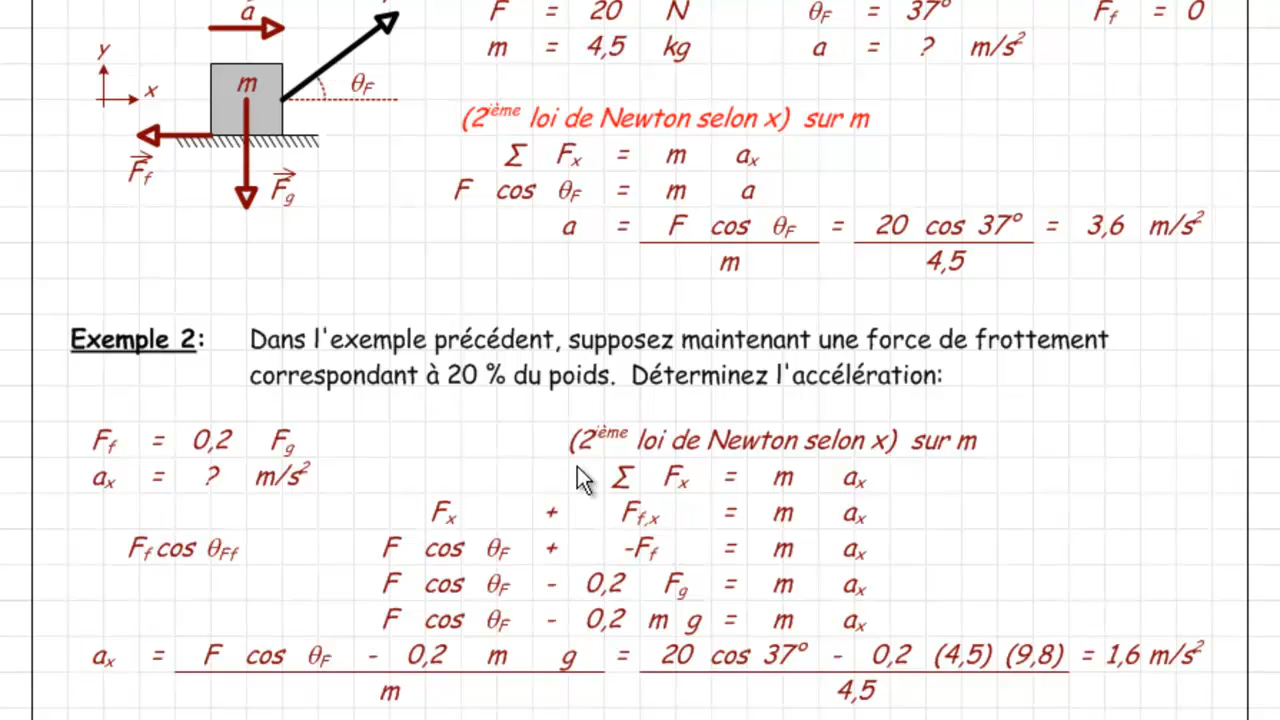 a
F = 20 N θF = 37° Ff = 0
m = 4,5 kg a = ? m/s²
y
x
m
θF
Ff
Fg
(2ième loi de Newton selon x) sur m
Σ Fx = m ax
F cos θF = m a
a = F cos θF = 20 cos 37° = 3,6 m/s²
m 4,5
Exemple 2: Dans l'exemple précédent, supposez maintenant une force de frottement
correspondant à 20 % du poids. Déterminez l'accélération:
Ff = 0,2 Fg (2ième loi de Newton selon x) sur m
ax = ? m/s² Σ Fx = m ax
Fx + Ff,x = m ax
Ff cos θFf F cos θF + -Ff = m ax
F cos θF - 0,2 Fg = m ax
F cos θF - 0,2 m g = m ax
ax = F cos θF - 0,2 m g = 20 cos 37° - 0,2 (4,5) (9,8) = 1,6 m/s²
m 4,5